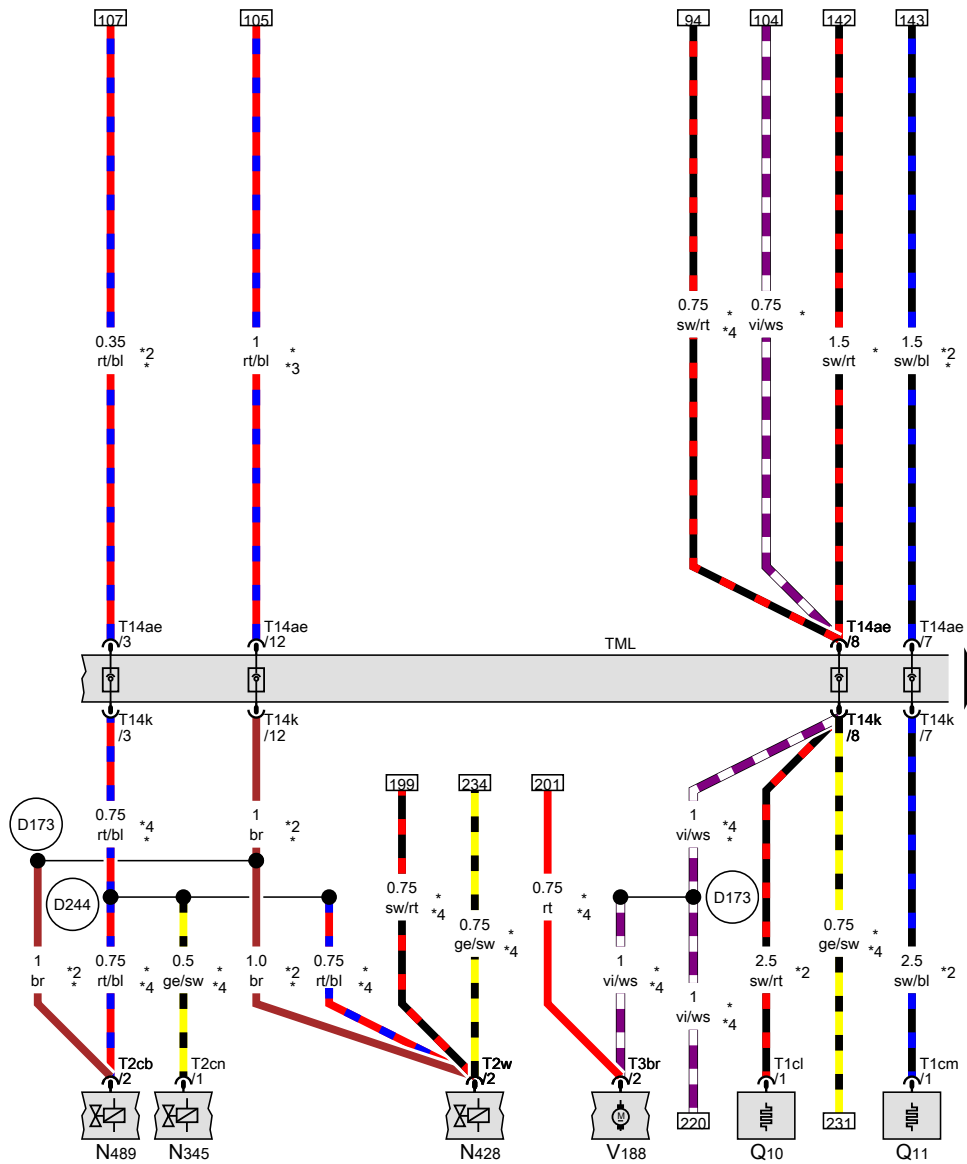 107 105 94 104 142 143
0.35
rt/bl
*2
*
1
rt/bl
*
*3
0.75
sw/rt
*
*4
0.75
vi/ws
*
1.5
sw/rt
*
1.5
sw/bl
*2
*
T14ae
/3
T14ae
/12
TML
T14ae
/8
T14ae
/7
T14k
/3
T14k
/12
T14k
/8
T14k
/7
199 234 201
D173
0.75
rt/bl
*4
*
1
br
*2
*
1
vi/ws
*4
*
D244
D173
0.75
sw/rt
*
*4
0.75
ge/sw
*
*4
0.75
rt
*
*4
0.75
ge/sw
*
*4
1
br
*2
*
0.75
rt/bl
*
*4
0.5
ge/sw
*
*4
1.0
br
*2
*
0.75
rt/bl
*
*4
1
vi/ws
*
*4
1
vi/ws
*
*4
2.5
sw/rt
*2
2.5
sw/bl
*2
*
T2cb
/2
T2cn
/1
T2w
/2
T3br
/2
T1cl
/1
T1cm
/1
M
220
231
N489 N345 N428 V188 Q10 Q11